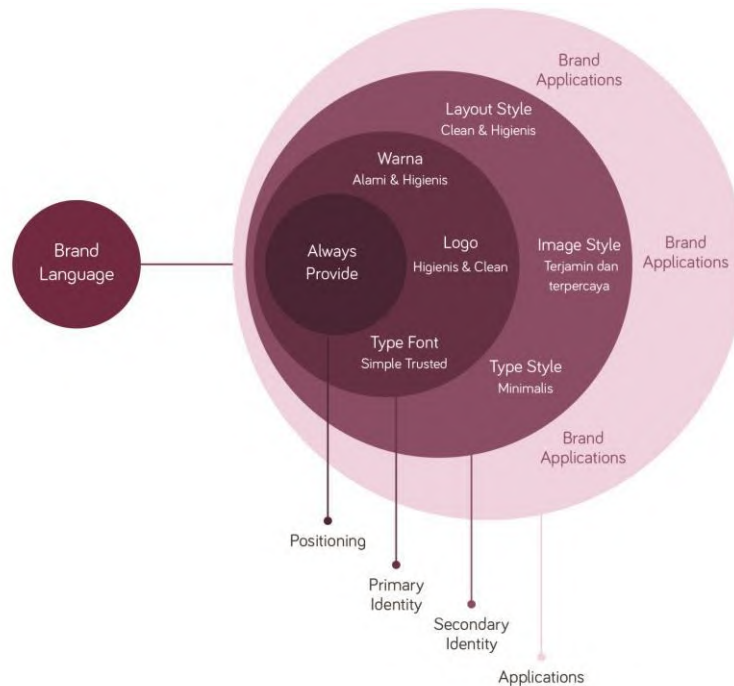 Brand
Applications
Layout Style
Clean & Higienis
Warna
Alami & Higienis
Brand
Language
Always
Provide
Logo
Higienis & Clean
Image Style
Terjamin dan
terpercaya
Brand
Applications
Type Font
Simple Trusted
Type Style
Minimalis
Brand
Applications
Positioning
Primary
Identity
Secondary
Identity
Applications